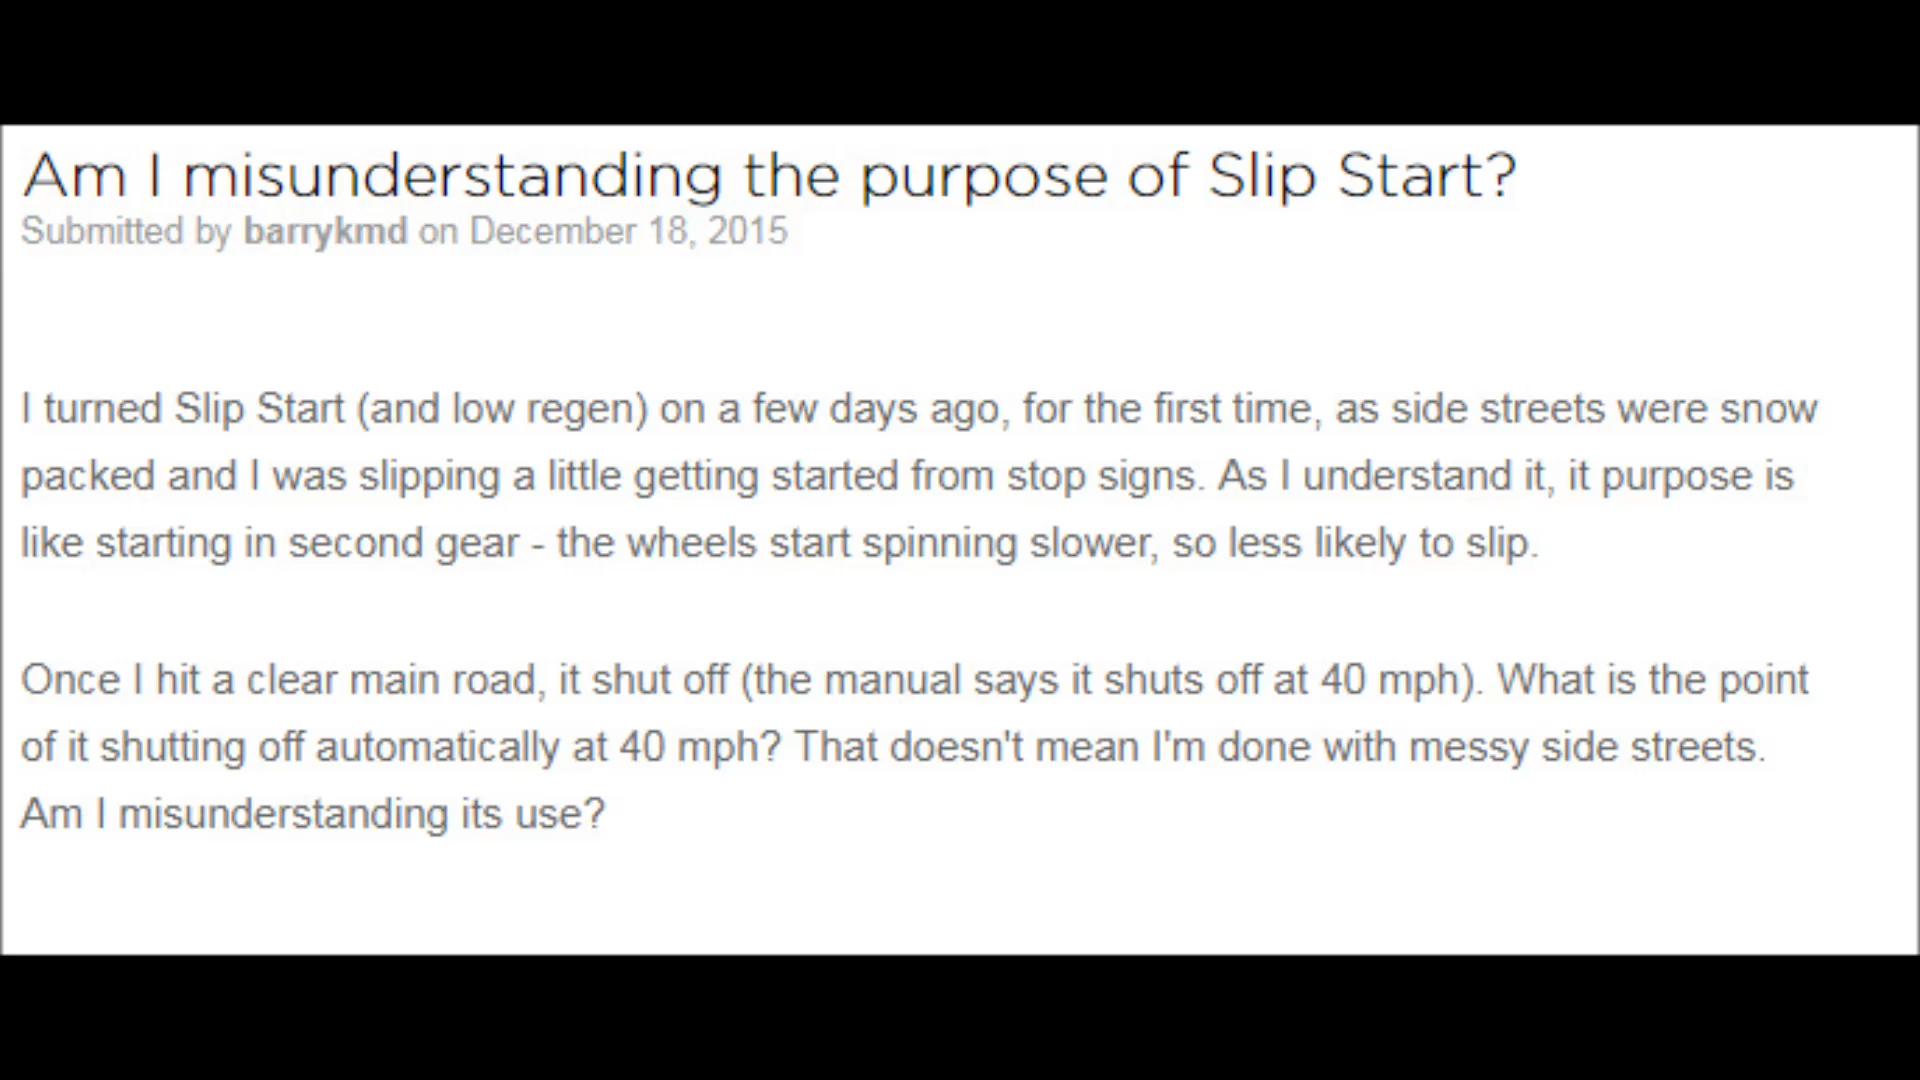 Am I misunderstanding the purpose of Slip Start?
Submitted by barrykmd on December 18, 2015
I turned Slip Start (and low regen) on a few days ago, for the first time, as side streets were snow
packed and I was slipping a little getting started from stop signs. As I understand it, it purpose is
like starting in second gear - the wheels start spinning slower, so less likely to slip.
Once I hit a clear main road, it shut off (the manual says it shuts off at 40 mph). What is the point
of it shutting off automatically at 40 mph? That doesn't mean I'm done with messy side streets.
Am I misunderstanding its use?